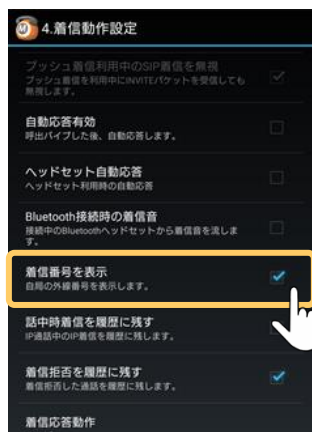 4.着信動作設定
プッシュ着信利用中のSIP着信を無視
プッシュ着信を利用中にINVITEパケットを受信しても
無視します。
自動応答有効
呼出バイブした後、自動応答します。
ヘッドセット自動応答
ヘッドセット利用時の自動応答
Bluetooth接続時の着信音
接続中のBluetoothヘッドセットから着信音を流しま
す。
着信番号を表示
自局の外線番号を表示します。
話中時着信を履歴に残す
IP通話中のIP着信を履歴に残します。
着信拒否を履歴に残す
着信拒否した通話を履歴に残します。
着信応答動作